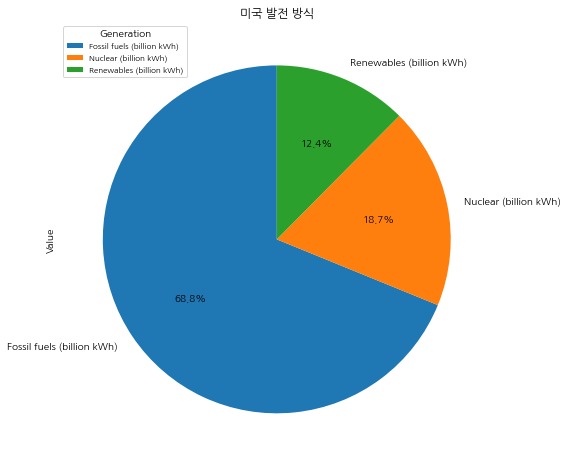 미국 발전 방식
Generation
Fossil fuels (billion kWh)
Nuclear (billion kWh)
Renewables (billion kWh)
Renewables (billion kWh)
12.4%
Nuclear (billion kWh)
18.7%
Value
68.8%
Fossil fuels (billion kWh)